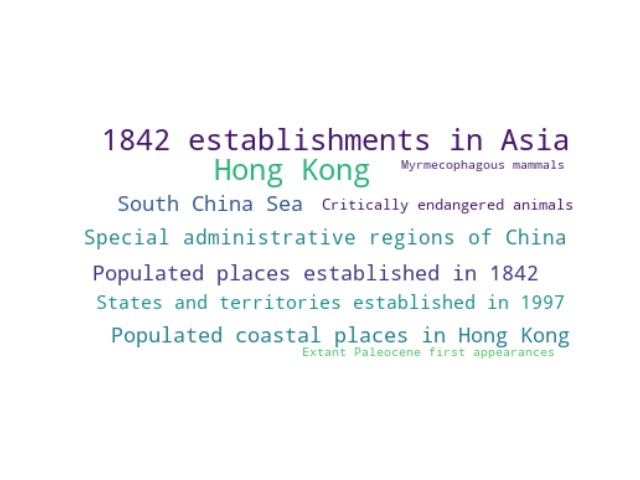 1842 establishments in Asia
Hong Kong
Myrmecophagous mammals
South China Sea
Critically endangered animals
Special administrative regions of China
Populated places established in 1842
States and territories established in 1997
Populated coastal places in Hong Kong
Extant Paleocene first appearances